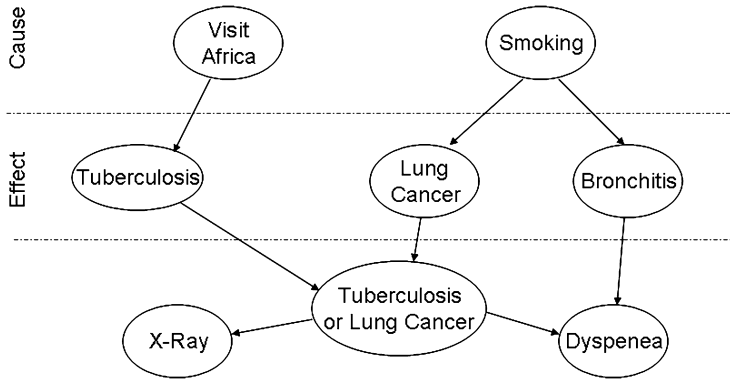 Cause
Visit
Africa
Smoking
Effect
Tuberculosis
Lung
Cancer
Bronchitis
Tuberculosis
or Lung Cancer
X-Ray
Dyspenea